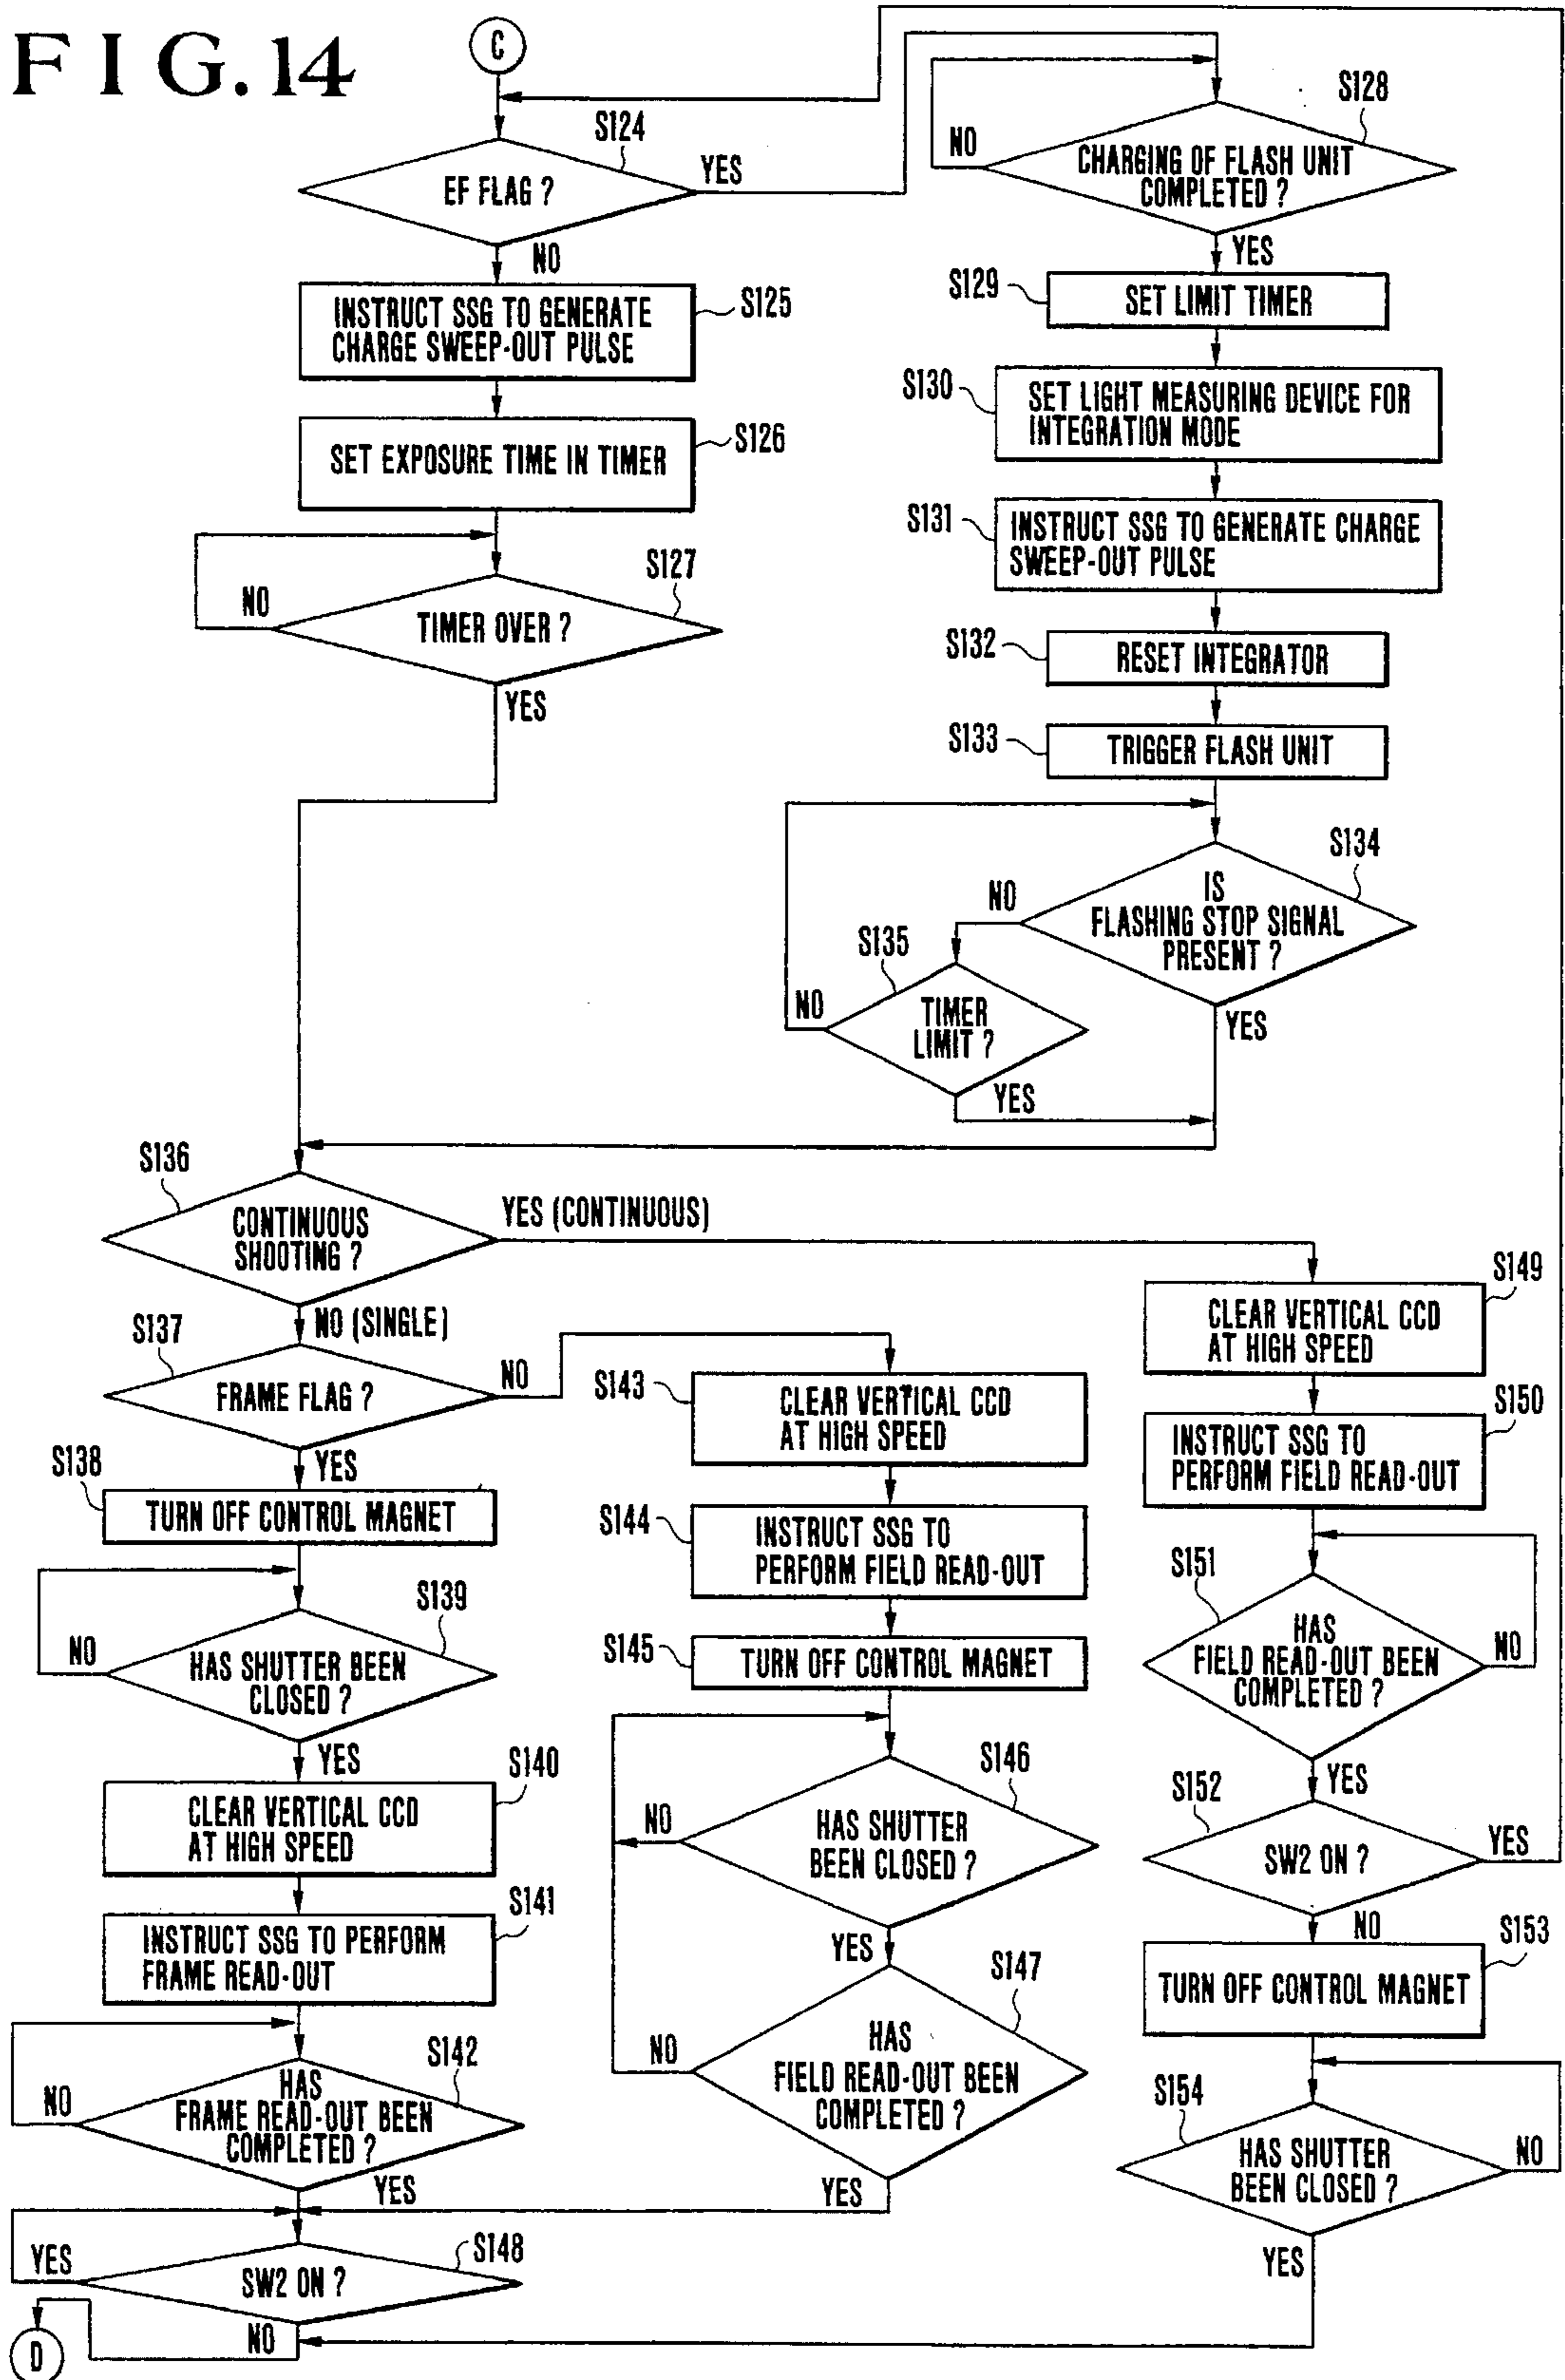 FIG.14
C
S124
EF FLAG ?
YES
NO
S125
INSTRUCT SSG TO GENERATE
CHARGE SWEEP-OUT PULSE
S126
SET EXPOSURE TIME IN TIMER
S127
NO
TIMER OVER ?
YES
S128
NO
CHARGING OF FLASH UNIT
COMPLETED ?
YES
S129
SET LIMIT TIMER
S130
SET LIGHT MEASURING DEVICE FOR
INTEGRATION MODE
S131
INSTRUCT SSG TO GENERATE CHARGE
SWEEP-OUT PULSE
S132
RESET INTEGRATOR
S133
TRIGGER FLASH UNIT
S134
NO
IS
FLASHING STOP SIGNAL
PRESENT ?
YES
S135
NO
TIMER
LIMIT ?
YES
S136
CONTINUOUS
SHOOTING ?
YES (CONTINUOUS)
NO (SINGLE)
S137
FRAME FLAG ?
NO
YES
S138
TURN OFF CONTROL MAGNET
S139
NO
HAS SHUTTER BEEN
CLOSED ?
YES
S140
CLEAR VERTICAL CCD
AT HIGH SPEED
S141
INSTRUCT SSG TO PERFORM
FRAME READ-OUT
S142
NO
HAS
FRAME READ-OUT BEEN
COMPLETED ?
YES
S143
CLEAR VERTICAL CCD
AT HIGH SPEED
S144
INSTRUCT SSG TO
PERFORM FIELD READ-OUT
S145
TURN OFF CONTROL MAGNET
S146
NO
HAS SHUTTER
BEEN CLOSED ?
YES
S147
NO
HAS
FIELD READ-OUT BEEN
COMPLETED ?
YES
S148
YES
SW2 ON ?
NO
D
S149
CLEAR VERTICAL CCD
AT HIGH SPEED
S150
INSTRUCT SSG TO
PERFORM FIELD READ-OUT
S151
HAS
FIELD READ-OUT BEEN
COMPLETED ?
NO
YES
S152
SW2 ON ?
YES
NO
S153
TURN OFF CONTROL MAGNET
S154
HAS SHUTTER
BEEN CLOSED ?
NO
YES